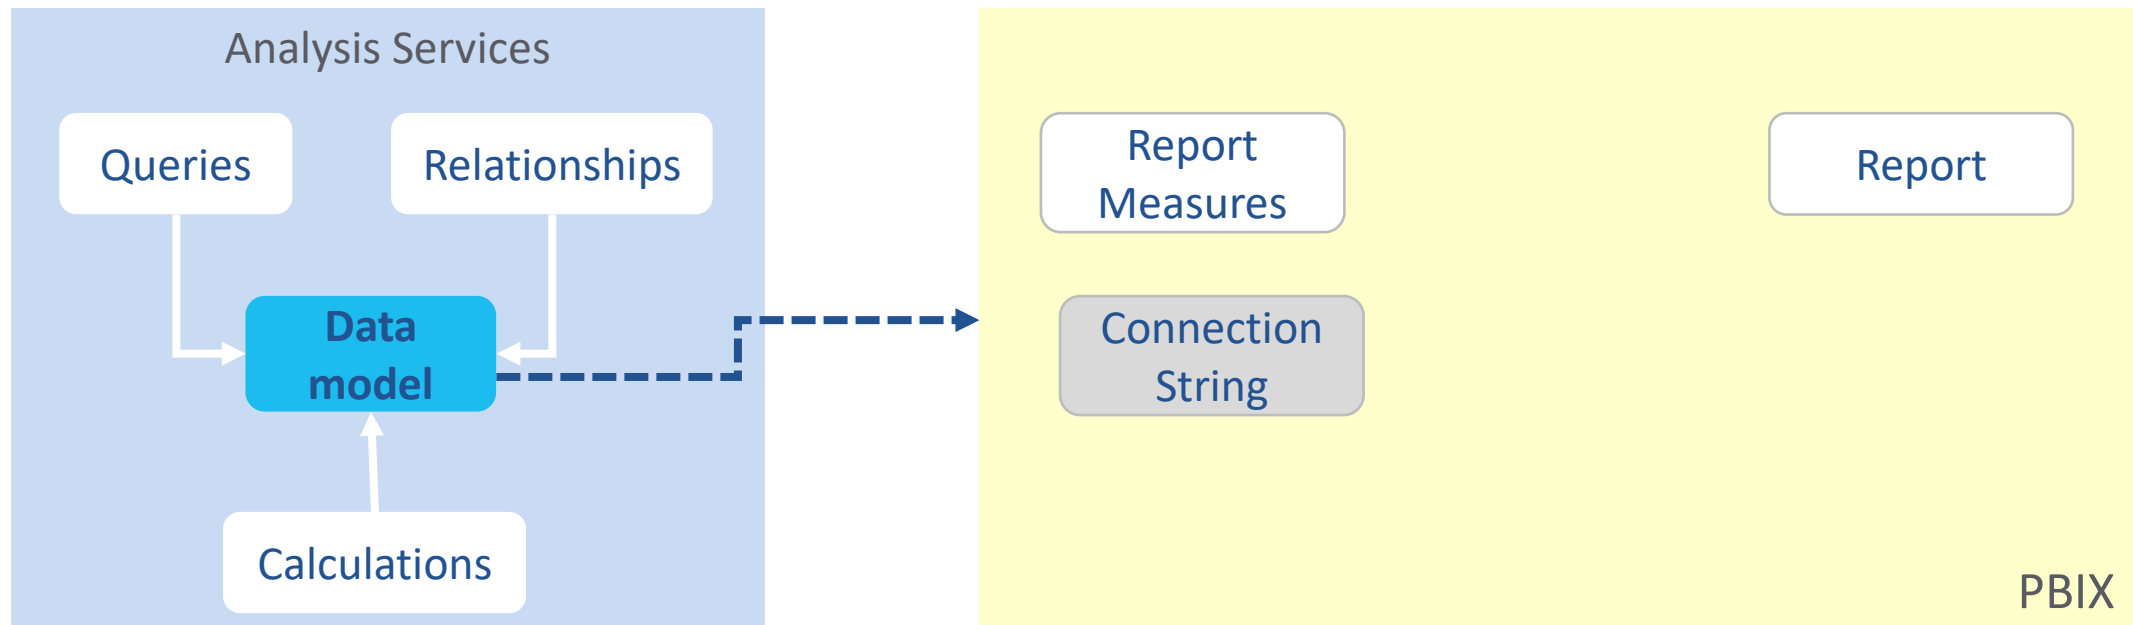 Analysis Services
Queries
Relationships
Data
model
Calculations
Report
Measures
Connection
String
Report
PBIX